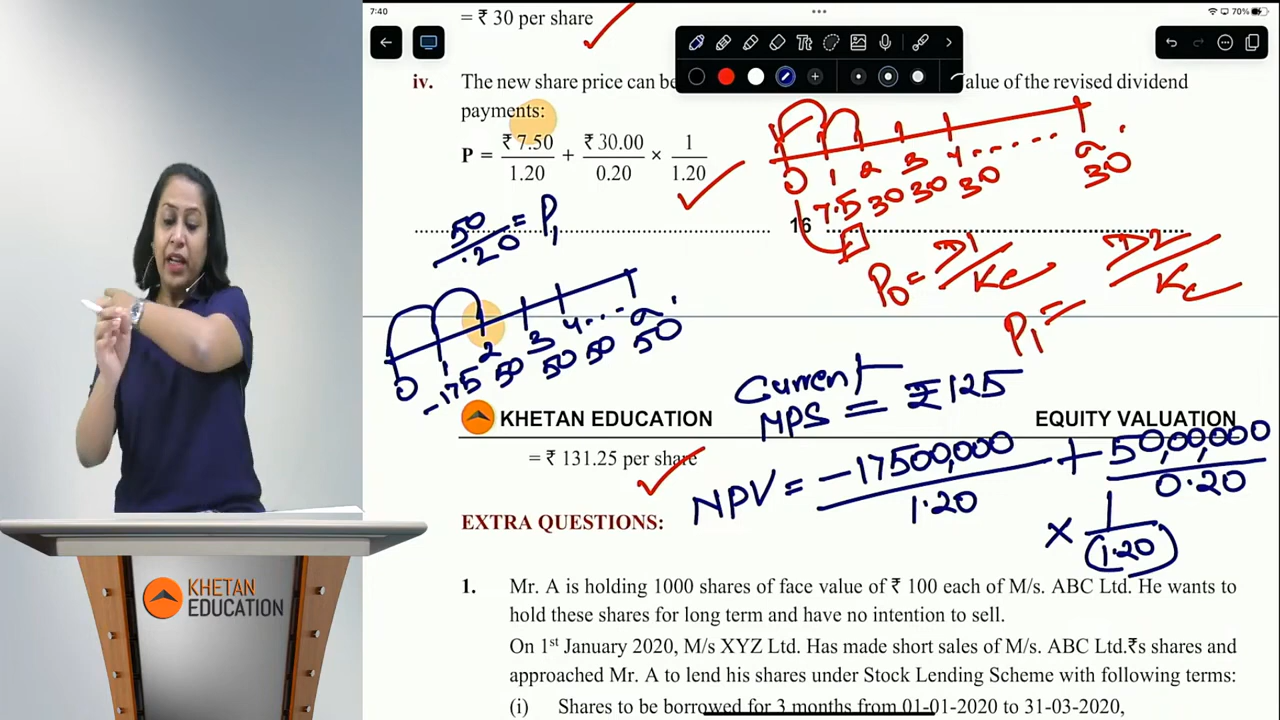 7:40
70%
= ₹ 30 per share
iv. The new share price can be alue of the revised dividend
payments:
P = ₹ 7.50 / 1.20 + ₹ 30.00 / 0.20 × 1 / 1.20
0 1 2 3 4 ...... α
7.5 30 30 30 30
50 / .20 = P1
16
P0 = D1 / Ke D2 / Ke
P1 =
0 1 2 3 4 .... α
-175 50 50 50 50
Current
MPS = ₹125
KHETAN EDUCATION EQUITY VALUATION
= ₹ 131.25 per share
NPV = -17500,000 / 1.20 + 50,00,000 / 0.20
× 1 / (1.20)
EXTRA QUESTIONS:
1. Mr. A is holding 1000 shares of face value of ₹ 100 each of M/s. ABC Ltd. He wants to
hold these shares for long term and have no intention to sell.
On 1st January 2020, M/s XYZ Ltd. Has made short sales of M/s. ABC Ltd.₹s shares and
approached Mr. A to lend his shares under Stock Lending Scheme with following terms:
(i) Shares to be borrowed for 3 months from 01-01-2020 to 31-03-2020,
KHETAN
EDUCATION